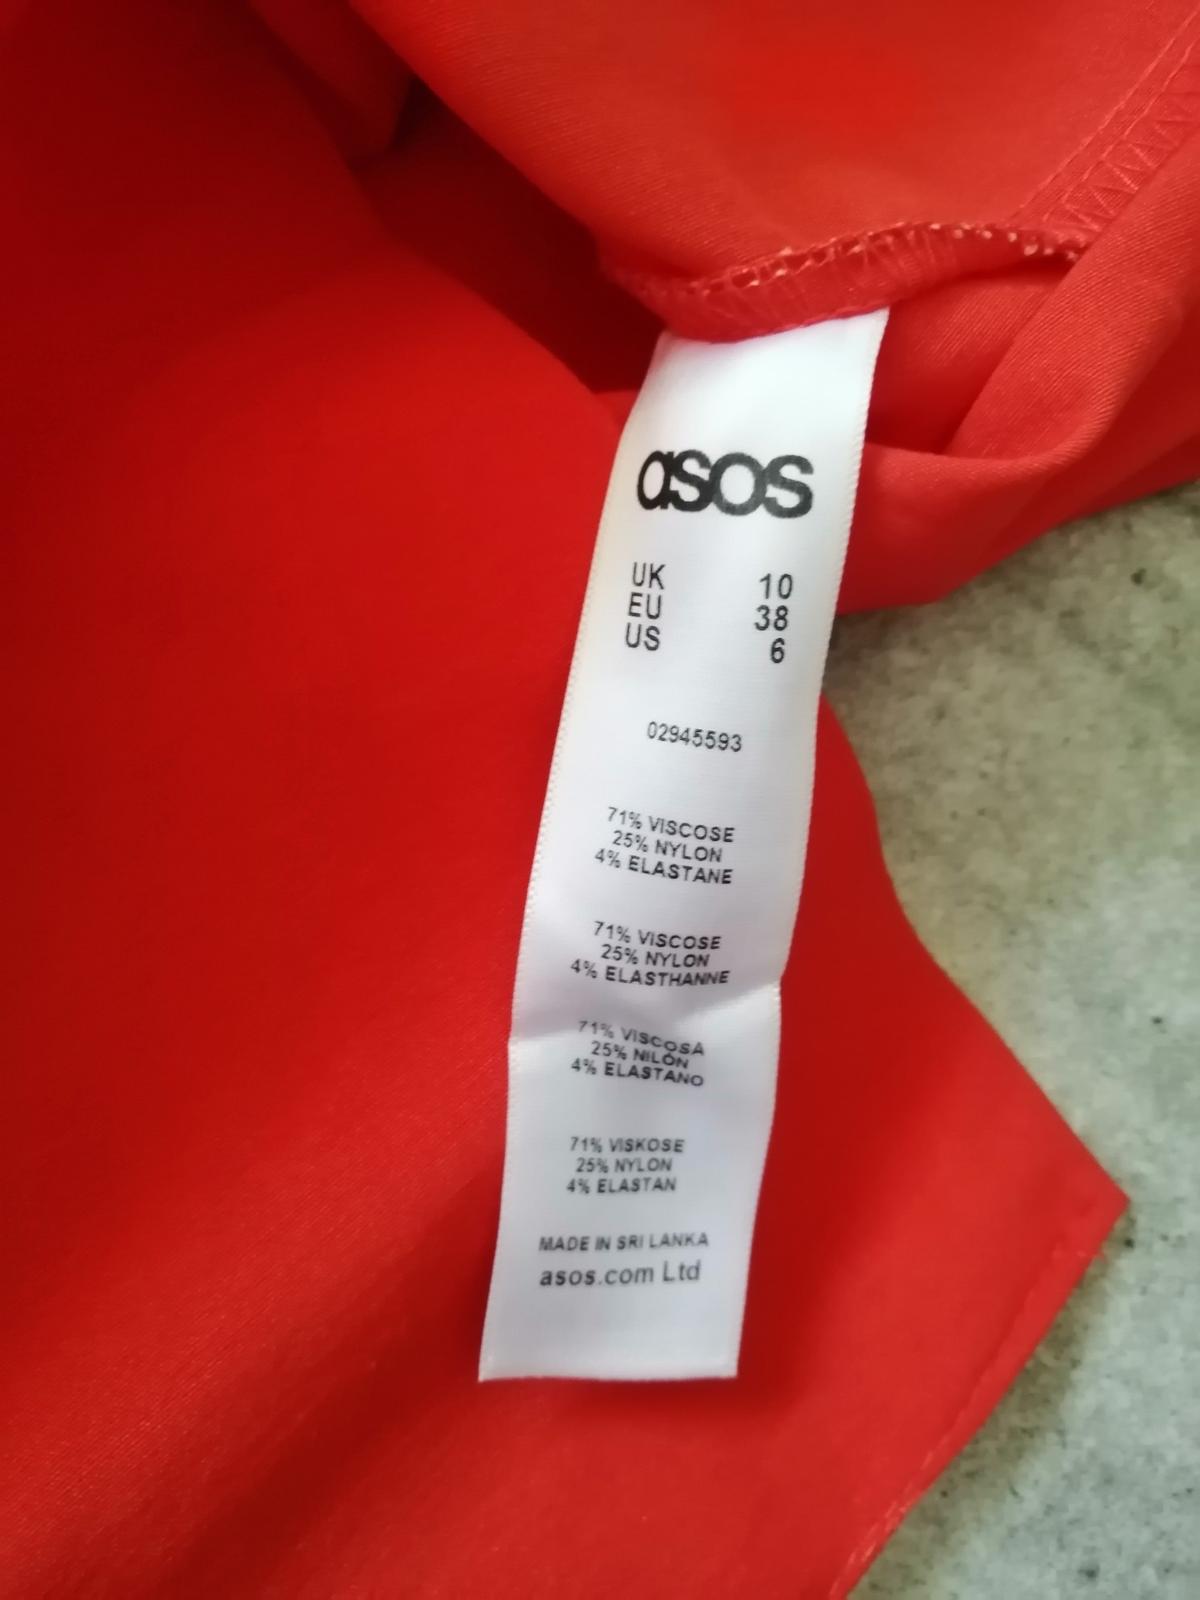 asos
UK 10
EU 38
US 6
02945593
71% VISCOSE
25% NYLON
4% ELASTANE
71% VISCOSE
25% NYLON
4% ELASTHANNE
71% VISCOSA
25% NILÓN
4% ELASTANO
71% VISKOSE
25% NYLON
4% ELASTAN
MADE IN SRI LANKA
asos.com Ltd